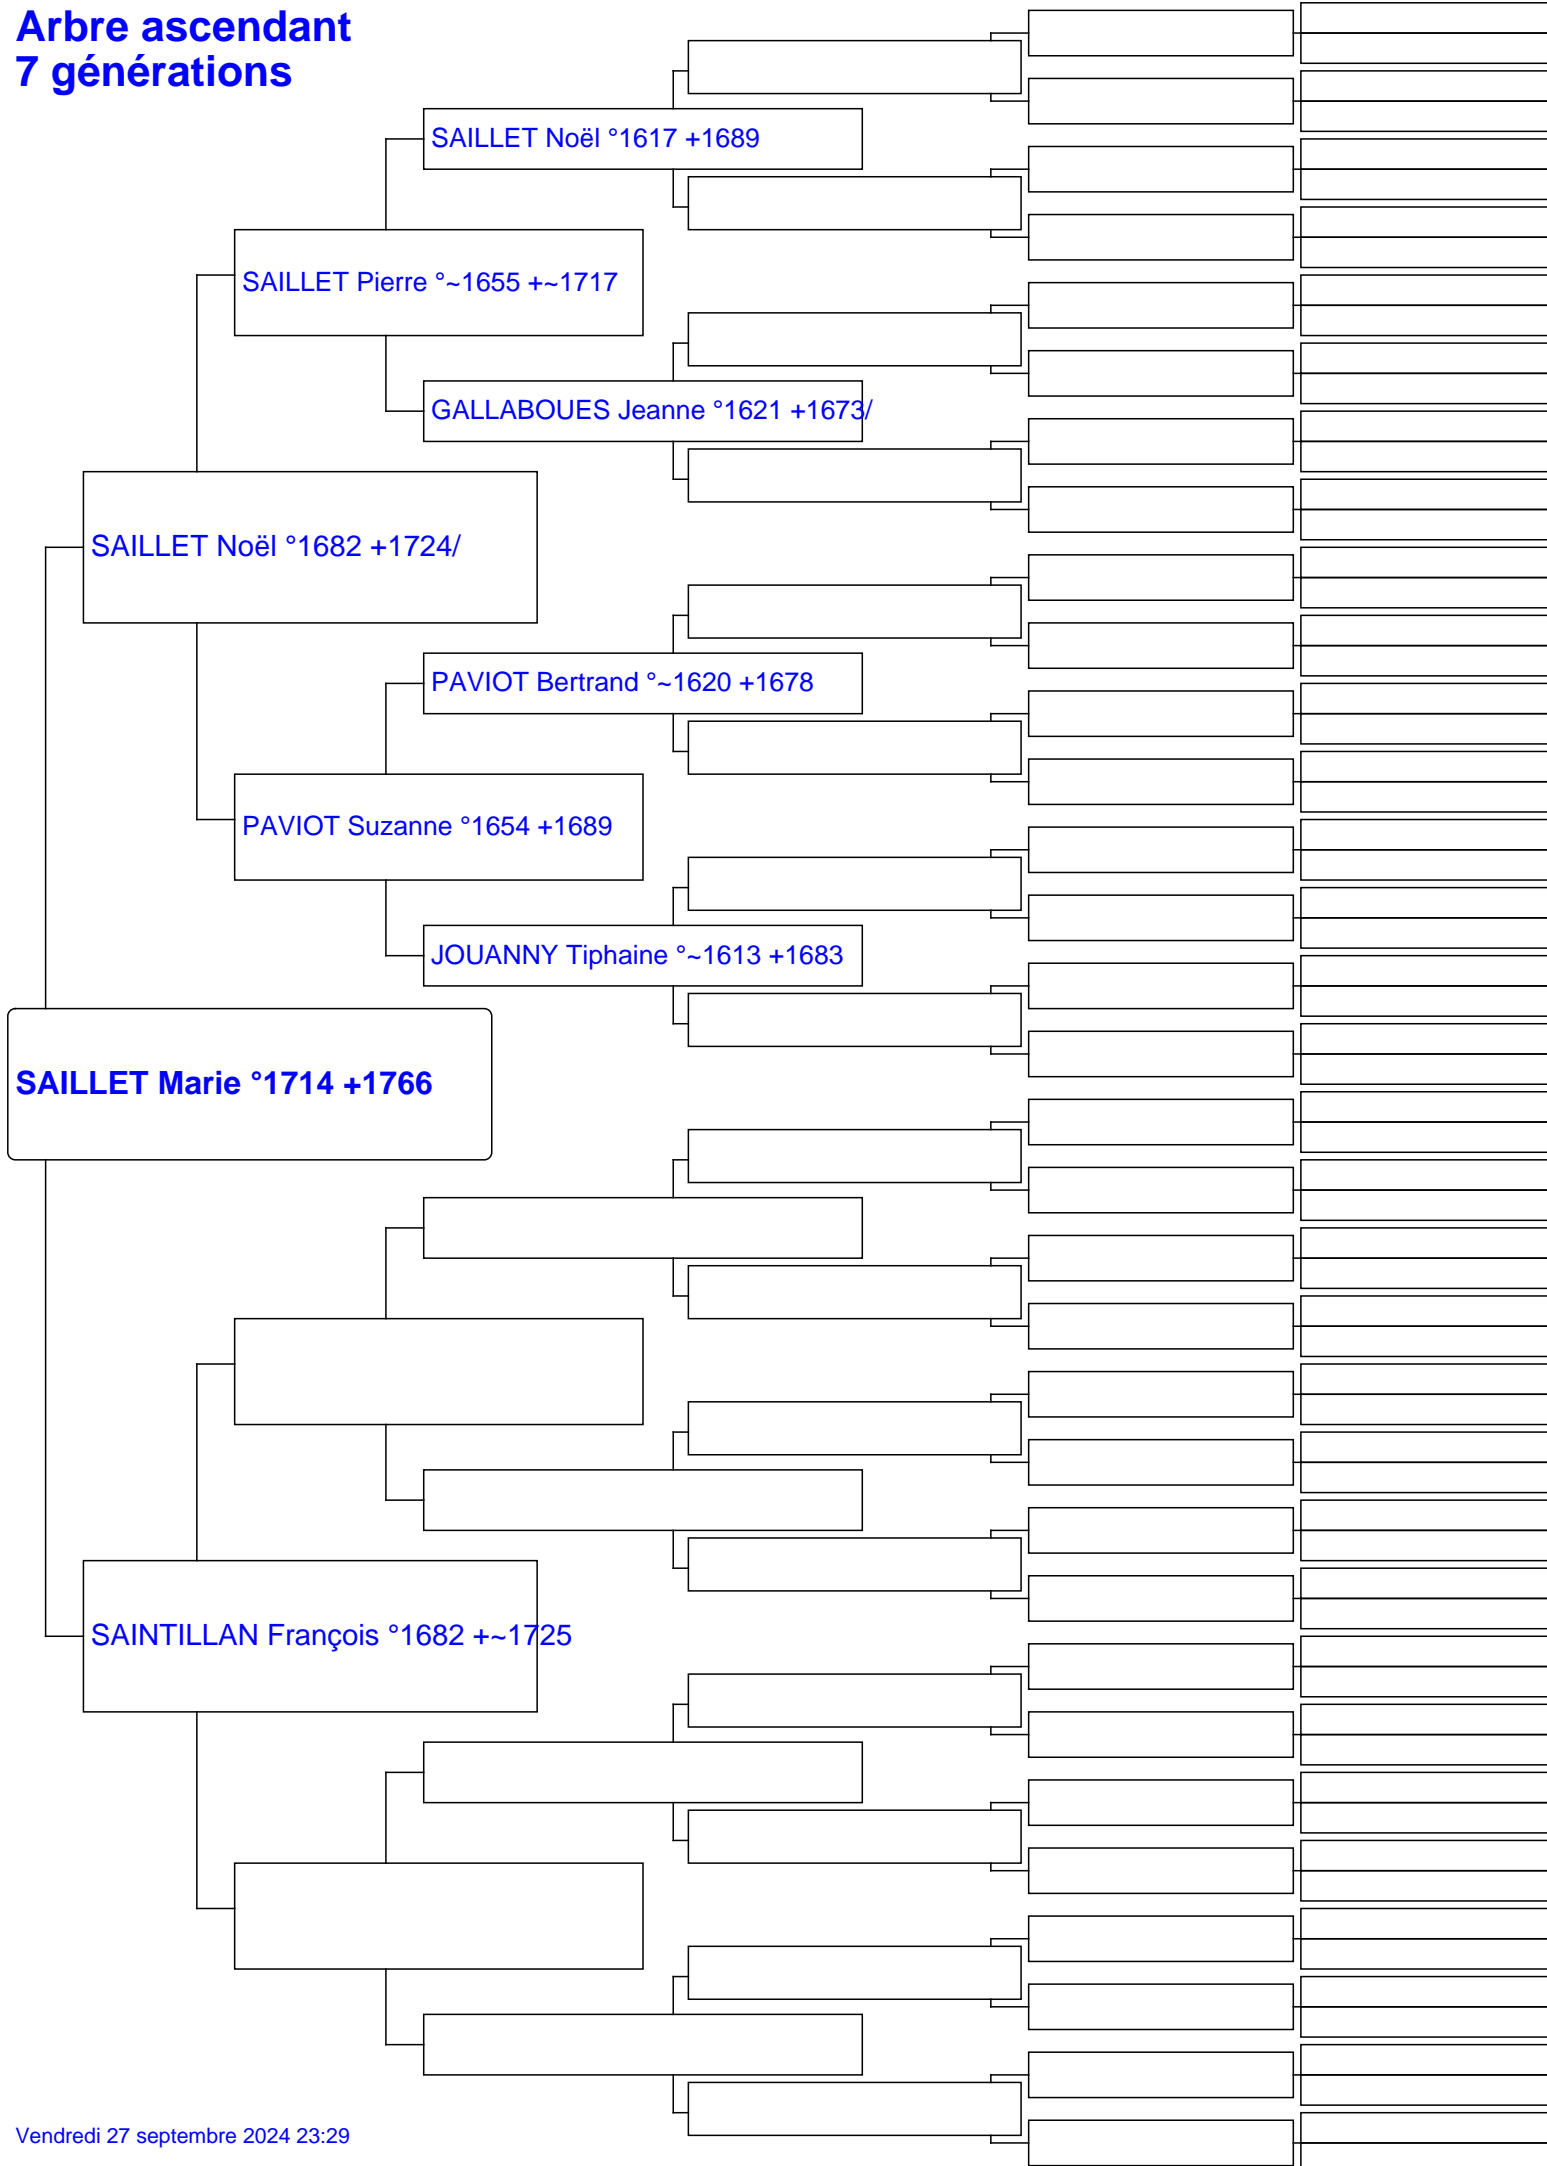 Arbre ascendant
7 générations
SAILLET Noël °1617 +1689
SAILLET Pierre °~1655 +~1717
GALLABOUES Jeanne °1621 +1673/
SAILLET Noël °1682 +1724/
PAVIOT Bertrand °~1620 +1678
PAVIOT Suzanne °1654 +1689
JOUANNY Tiphaine °~1613 +1683
SAILLET Marie °1714 +1766
SAINTILLAN François °1682 +~1725
Vendredi 27 septembre 2024 23:29